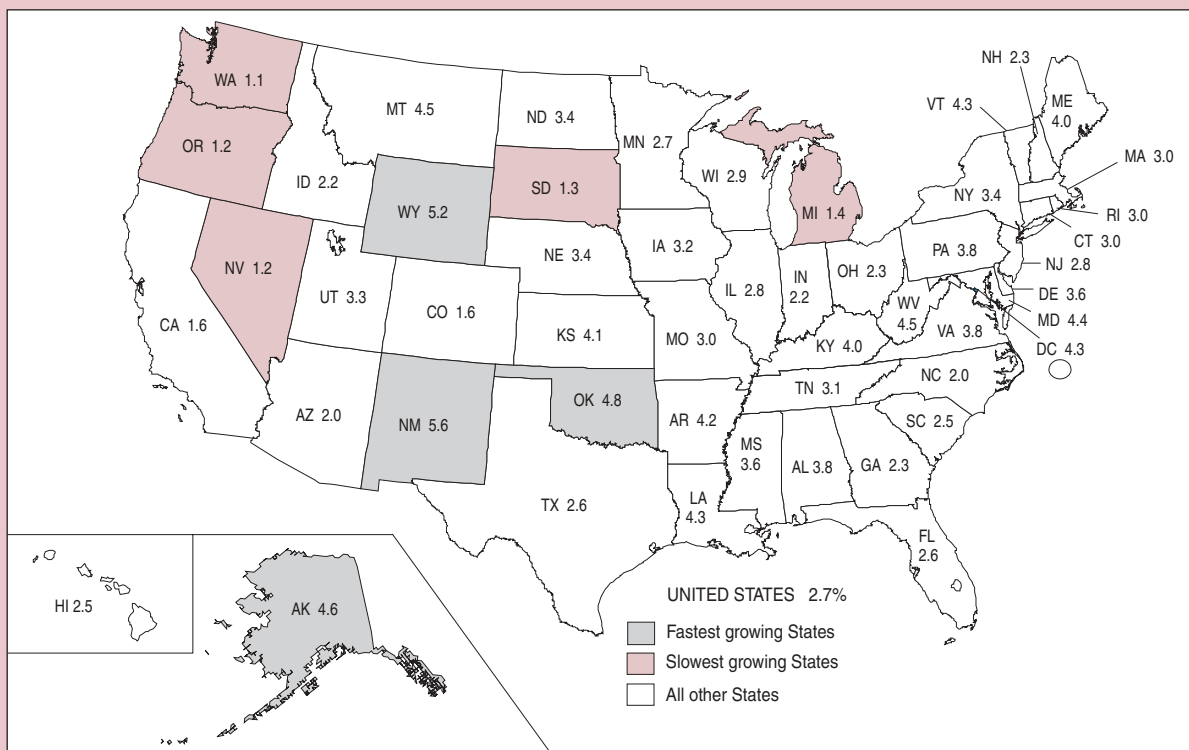 NH 2.3
VT 4.3
ME
4.0
WA 1.1
MT 4.5
ND 3.4
MN 2.7
OR 1.2
ID 2.2
SD 1.3
WI 2.9
MI 1.4
NY 3.4
MA 3.0
RI 3.0
CT 3.0
WY 5.2
IA 3.2
PA 3.8
NJ 2.8
NV 1.2
UT 3.3
NE 3.4
CO 1.6
IL 2.8
IN
2.2
OH 2.3
WV
4.5
DE 3.6
MD 4.4
VA 3.8
DC 4.3
CA 1.6
KS 4.1
MO 3.0
KY 4.0
NC 2.0
TN 3.1
AZ 2.0
NM 5.6
OK 4.8
AR 4.2
SC 2.5
MS
3.6
AL 3.8
GA 2.3
TX 2.6
LA
4.3
FL
2.6
HI 2.5
AK 4.6
UNITED STATES 2.7%
Fastest growing States
Slowest growing States
All other States